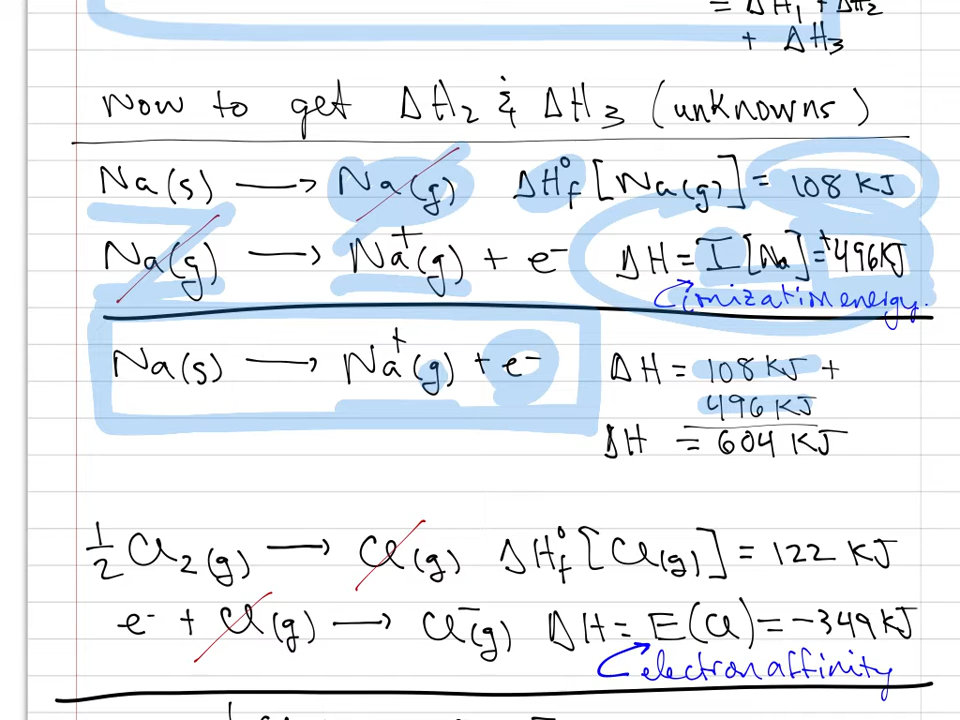 = ΔH₁ + ΔH₂
+ ΔH₃
Now to get ΔH₂ & ΔH₃ (unknowns)
Na(s) ⟶ Na(g) ΔH°f [Na(g)] = 108 KJ
Na(g) ⟶ Na⁺(g) + e⁻ ΔH = I [Na] = +496KJ
ionization energy.
Na(s) ⟶ Na⁺(g) + e⁻ ΔH = 108 KJ +
496 KJ
ΔH = 604 KJ
½ Cl₂(g) ⟶ Cl(g) ΔH°f [Cl(g)] = 122 KJ
e⁻ + Cl(g) ⟶ Cl⁻(g) ΔH = E(Cl) = −349 KJ
electron affinity